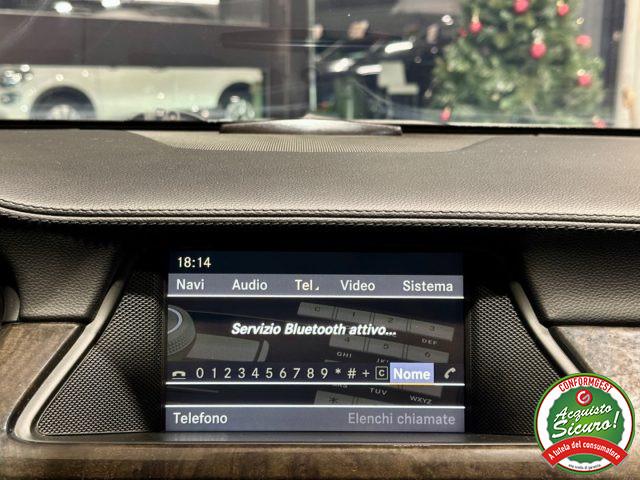 18:14
Navi Audio Tel Video Sistema
Servizio Bluetooth attivo...
0 1 2 3 4 5 6 7 8 9 * # + C Nome
Telefono Elenchi chiamate
CONFORMGEST
Acquisto
Sicuro!
A tutela del consumatore